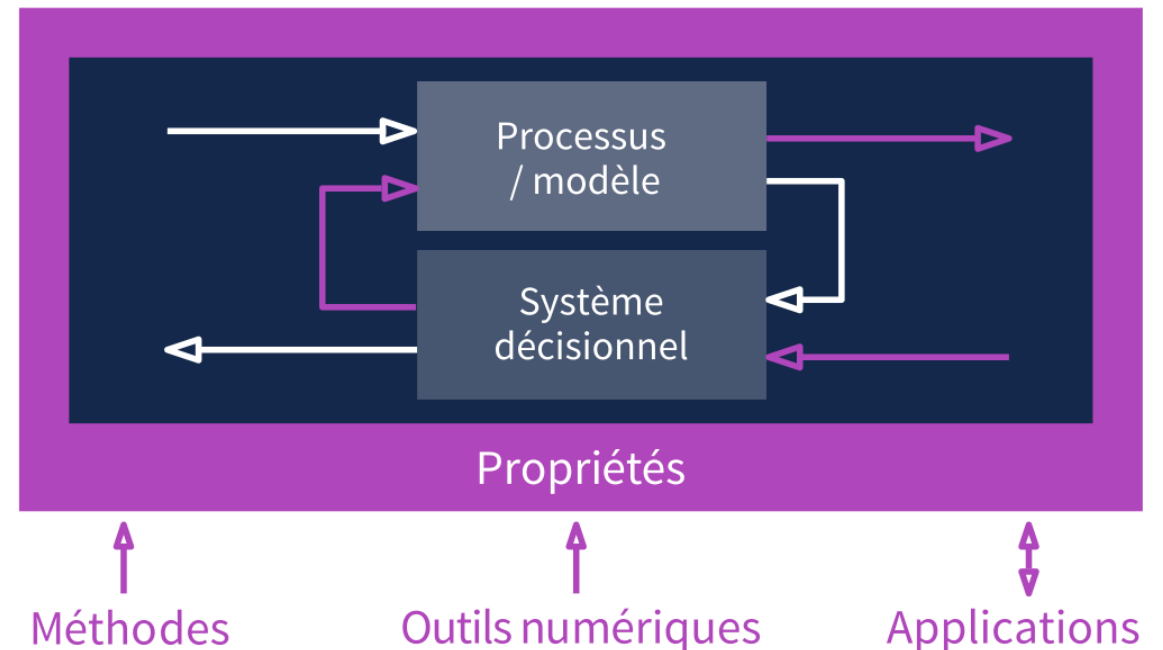 Processus
/ modèle
Système
décisionnel
Propriétés
Méthodes
Outils numériques
Applications